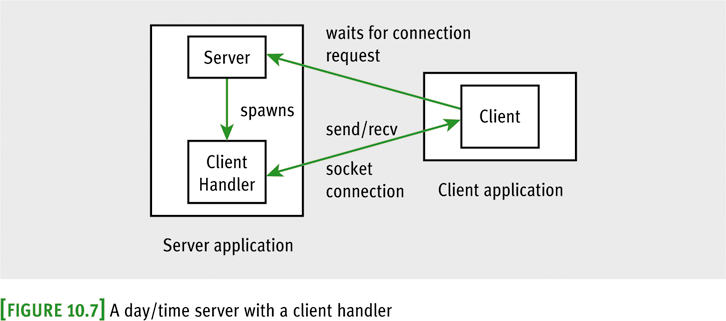 waits for connection
request
Server
spawns
send/recv
Client
Client
Handler
socket
connection
Client application
Server application
[FIGURE 10.7] A day/time server with a client handler